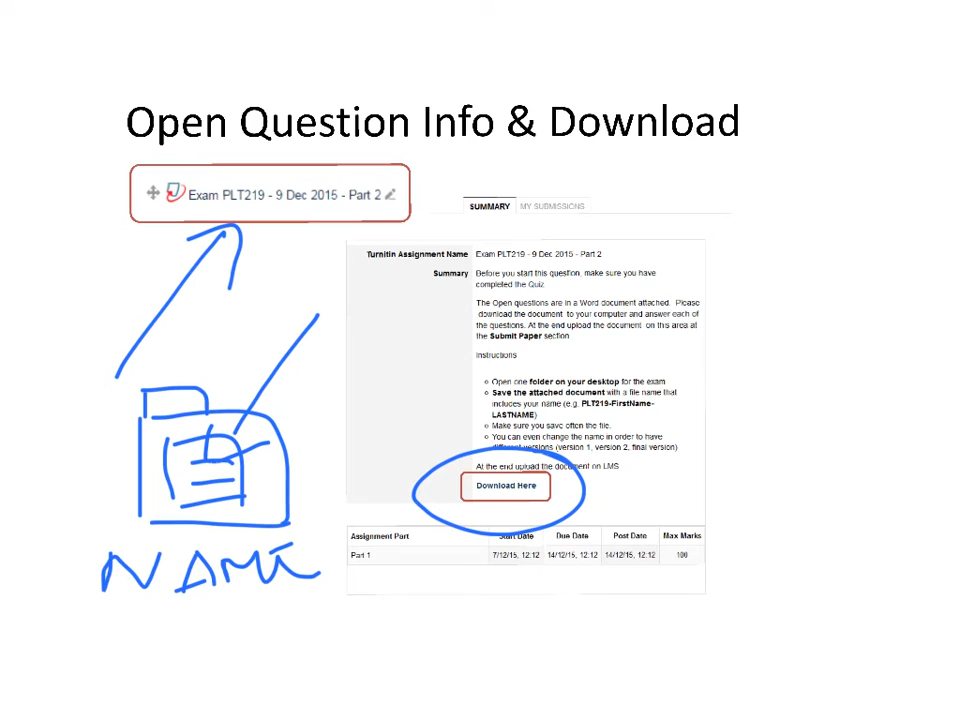 Open Question Info & Download
Exam PLT219 - 9 Dec 2015 - Part 2
SUMMARY MY SUBMISSIONS
Turnitin Assignment Name Exam PLT219 - 9 Dec 2015 - Part 2
Summary Before you start this question, make sure you have
completed the Quiz
The Open questions are in a Word document attached. Please
download the document to your computer and answer each of
the questions. At the end upload the document on this area at
the Submit Paper section
Instructions
Open one folder on your desktop for the exam
Save the attached document with a file name that
includes your name (e.g. PLT219-FirstName-
LASTNAME)
Make sure you save often the file.
You can even change the name in order to have
different versions (version 1, version 2, final version)
At the end upload the document on LMS
Download Here
Assignment Part Start Date Due Date Post Date Max Marks
Part 1 7/12/15, 12:12 14/12/15, 12:12 14/12/15, 12:12 100
NAME